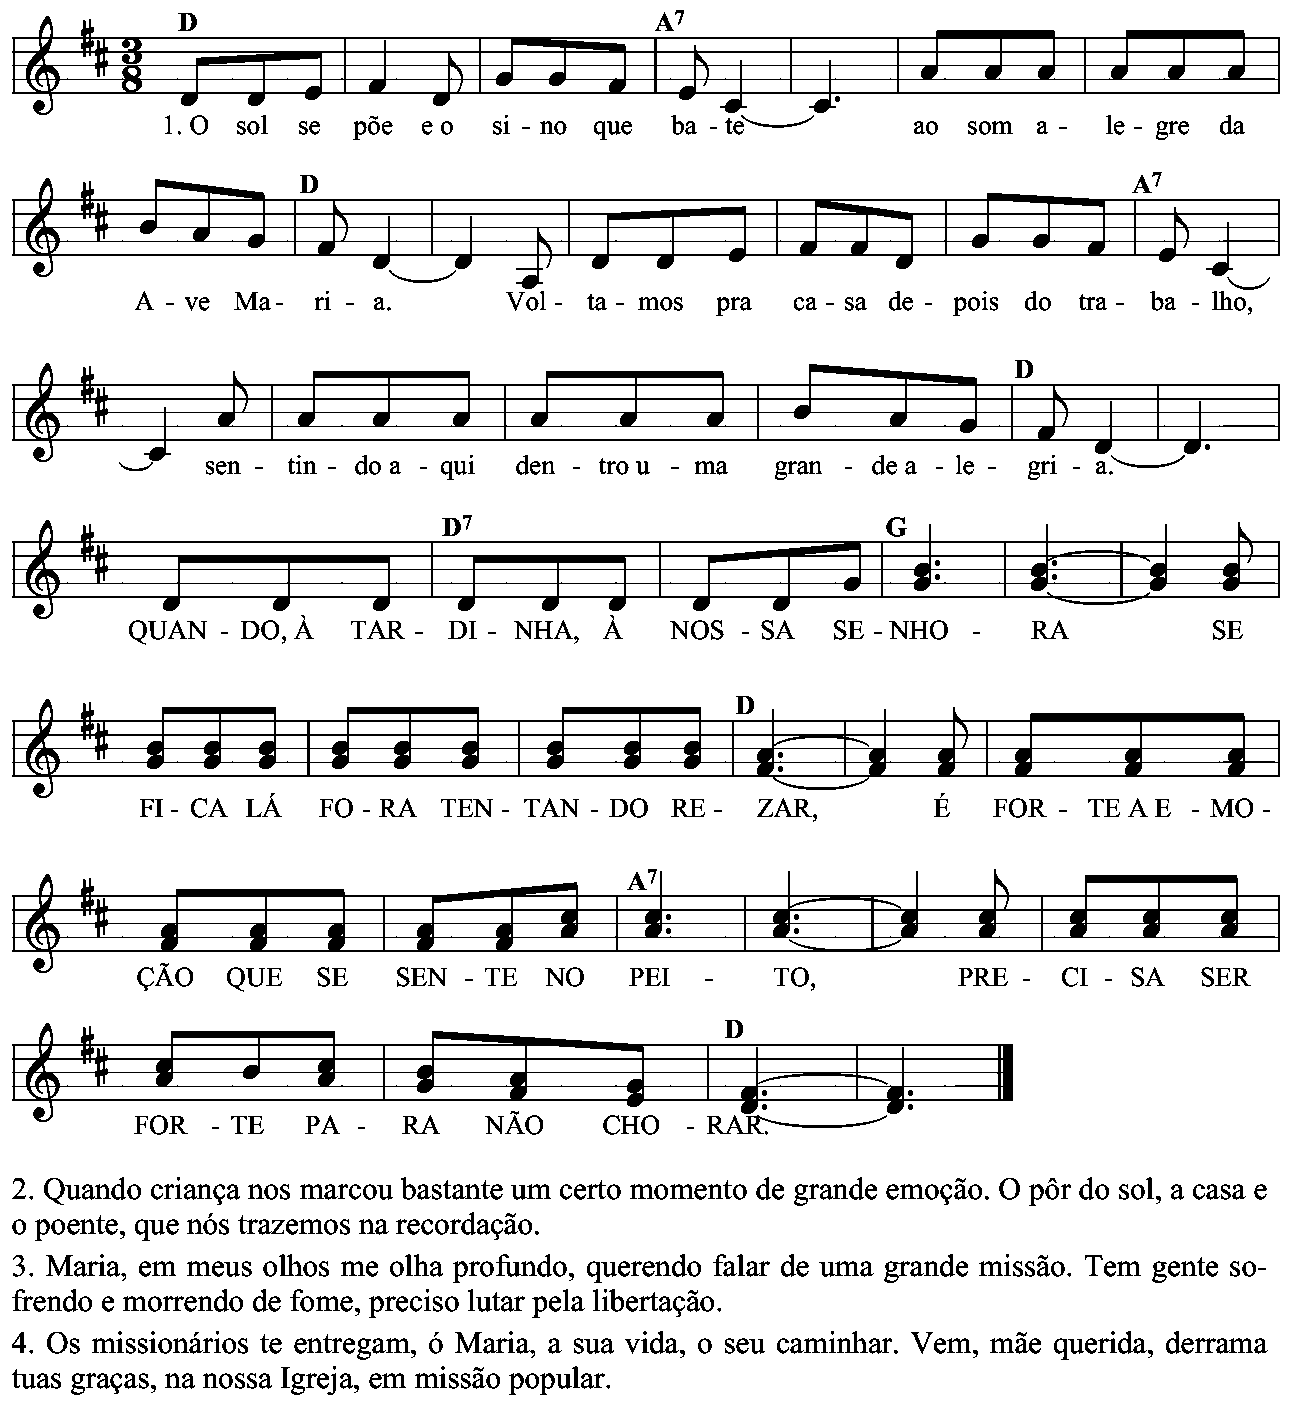 D A7
3
8
1. O sol se põe e o si - no que ba - te ao som a - le - gre da
D A7
A - ve Ma - ri - a. Vol - ta - mos pra ca - sa de - pois do tra - ba - lho,
D
sen - tin - do a - qui den - tro u - ma gran - de a - le - gri - a.
D7 G
QUAN - DO, À TAR - DI - NHA, À NOS - SA SE - NHO - RA SE
D
FI - CA LÁ FO - RA TEN - TAN - DO RE - ZAR, É FOR - TE A E - MO -
A7
ÇÃO QUE SE SEN - TE NO PEI - TO, PRE - CI - SA SER
D
FOR - TE PA - RA NÃO CHO - RAR.
2. Quando criança nos marcou bastante um certo momento de grande emoção. O pôr do sol, a casa e
o poente, que nós trazemos na recordação.
3. Maria, em meus olhos me olha profundo, querendo falar de uma grande missão. Tem gente so-
frendo e morrendo de fome, preciso lutar pela libertação.
4. Os missionários te entregam, ó Maria, a sua vida, o seu caminhar. Vem, mãe querida, derrama
tuas graças, na nossa Igreja, em missão popular.